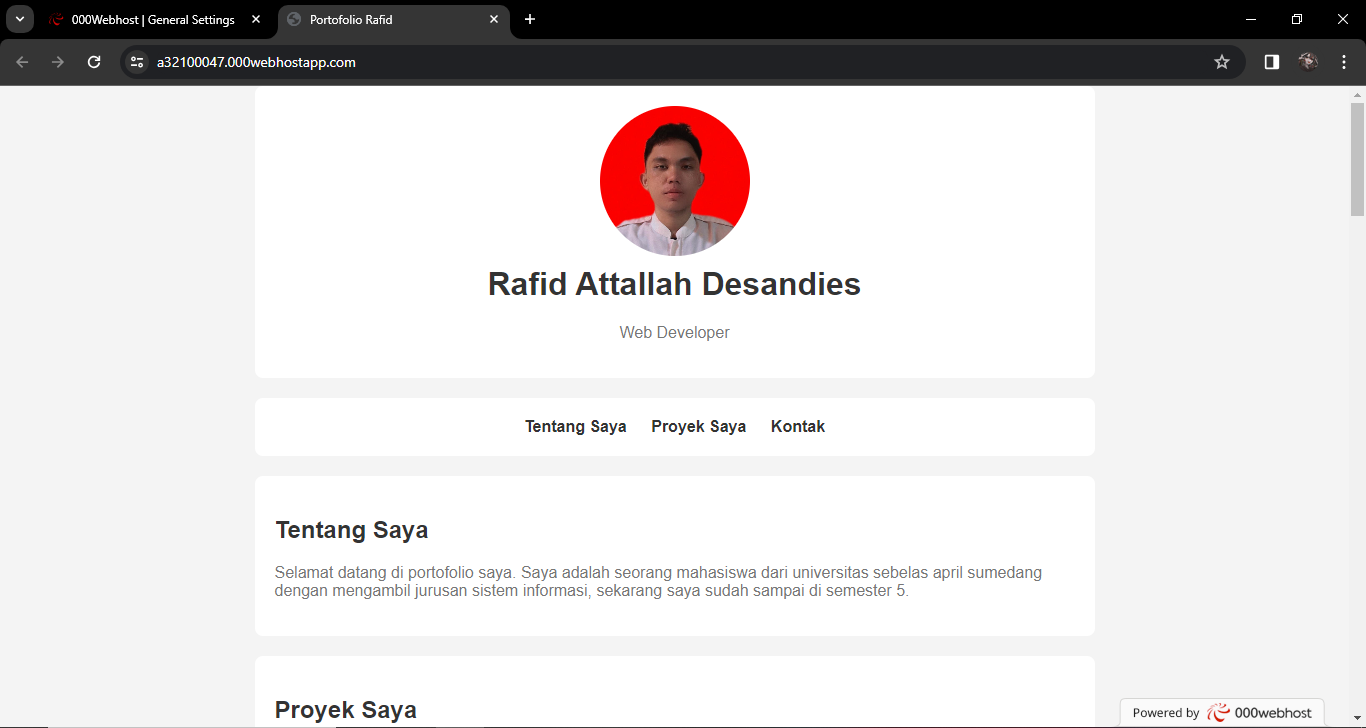 000Webhost | General Settings
Portofolio Rafid
a32100047.000webhostapp.com
Rafid Attallah Desandies
Web Developer
Tentang Saya Proyek Saya Kontak
Tentang Saya
Selamat datang di portofolio saya. Saya adalah seorang mahasiswa dari universitas sebelas april sumedang
dengan mengambil jurusan sistem informasi, sekarang saya sudah sampai di semester 5.
Proyek Saya
Powered by 000webhost